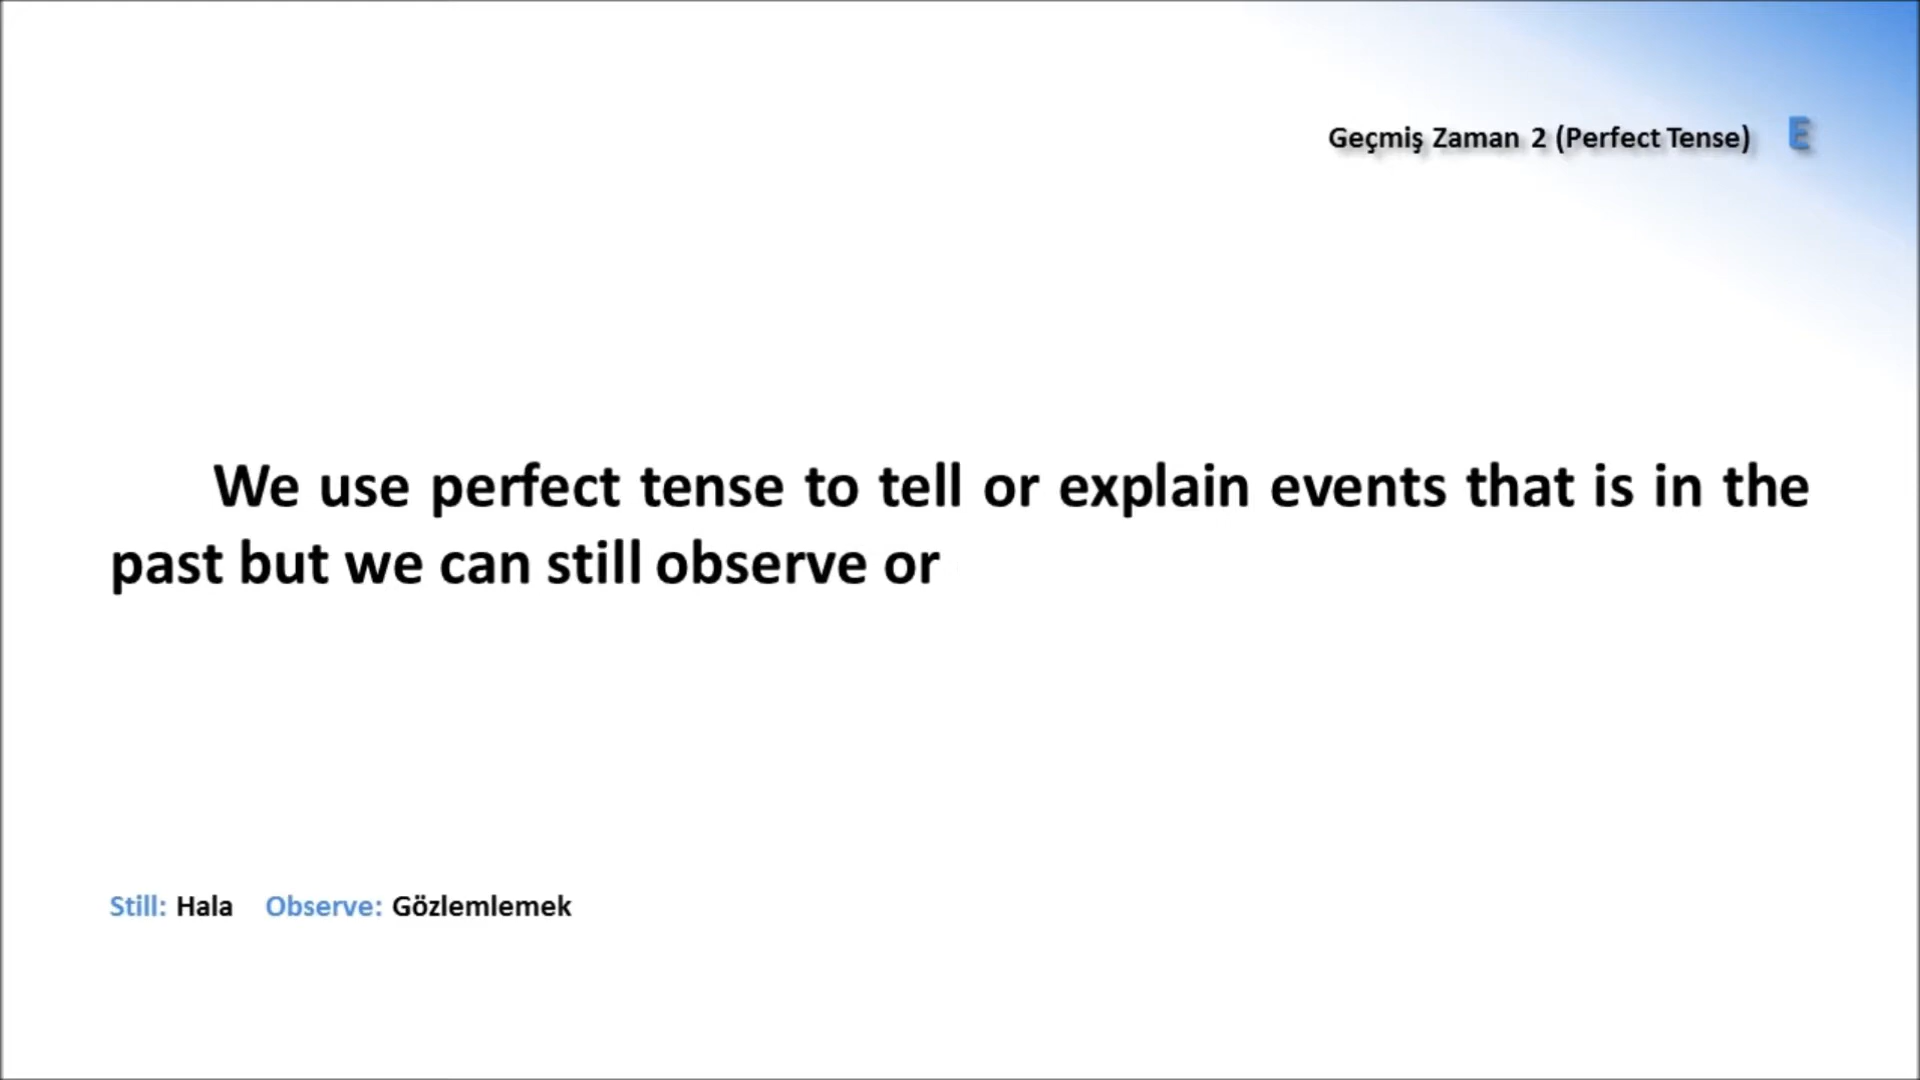 Geçmiş Zaman 2 (Perfect Tense) E
We use perfect tense to tell or explain events that is in the
past but we can still observe or
Still: Hala Observe: Gözlemlemek